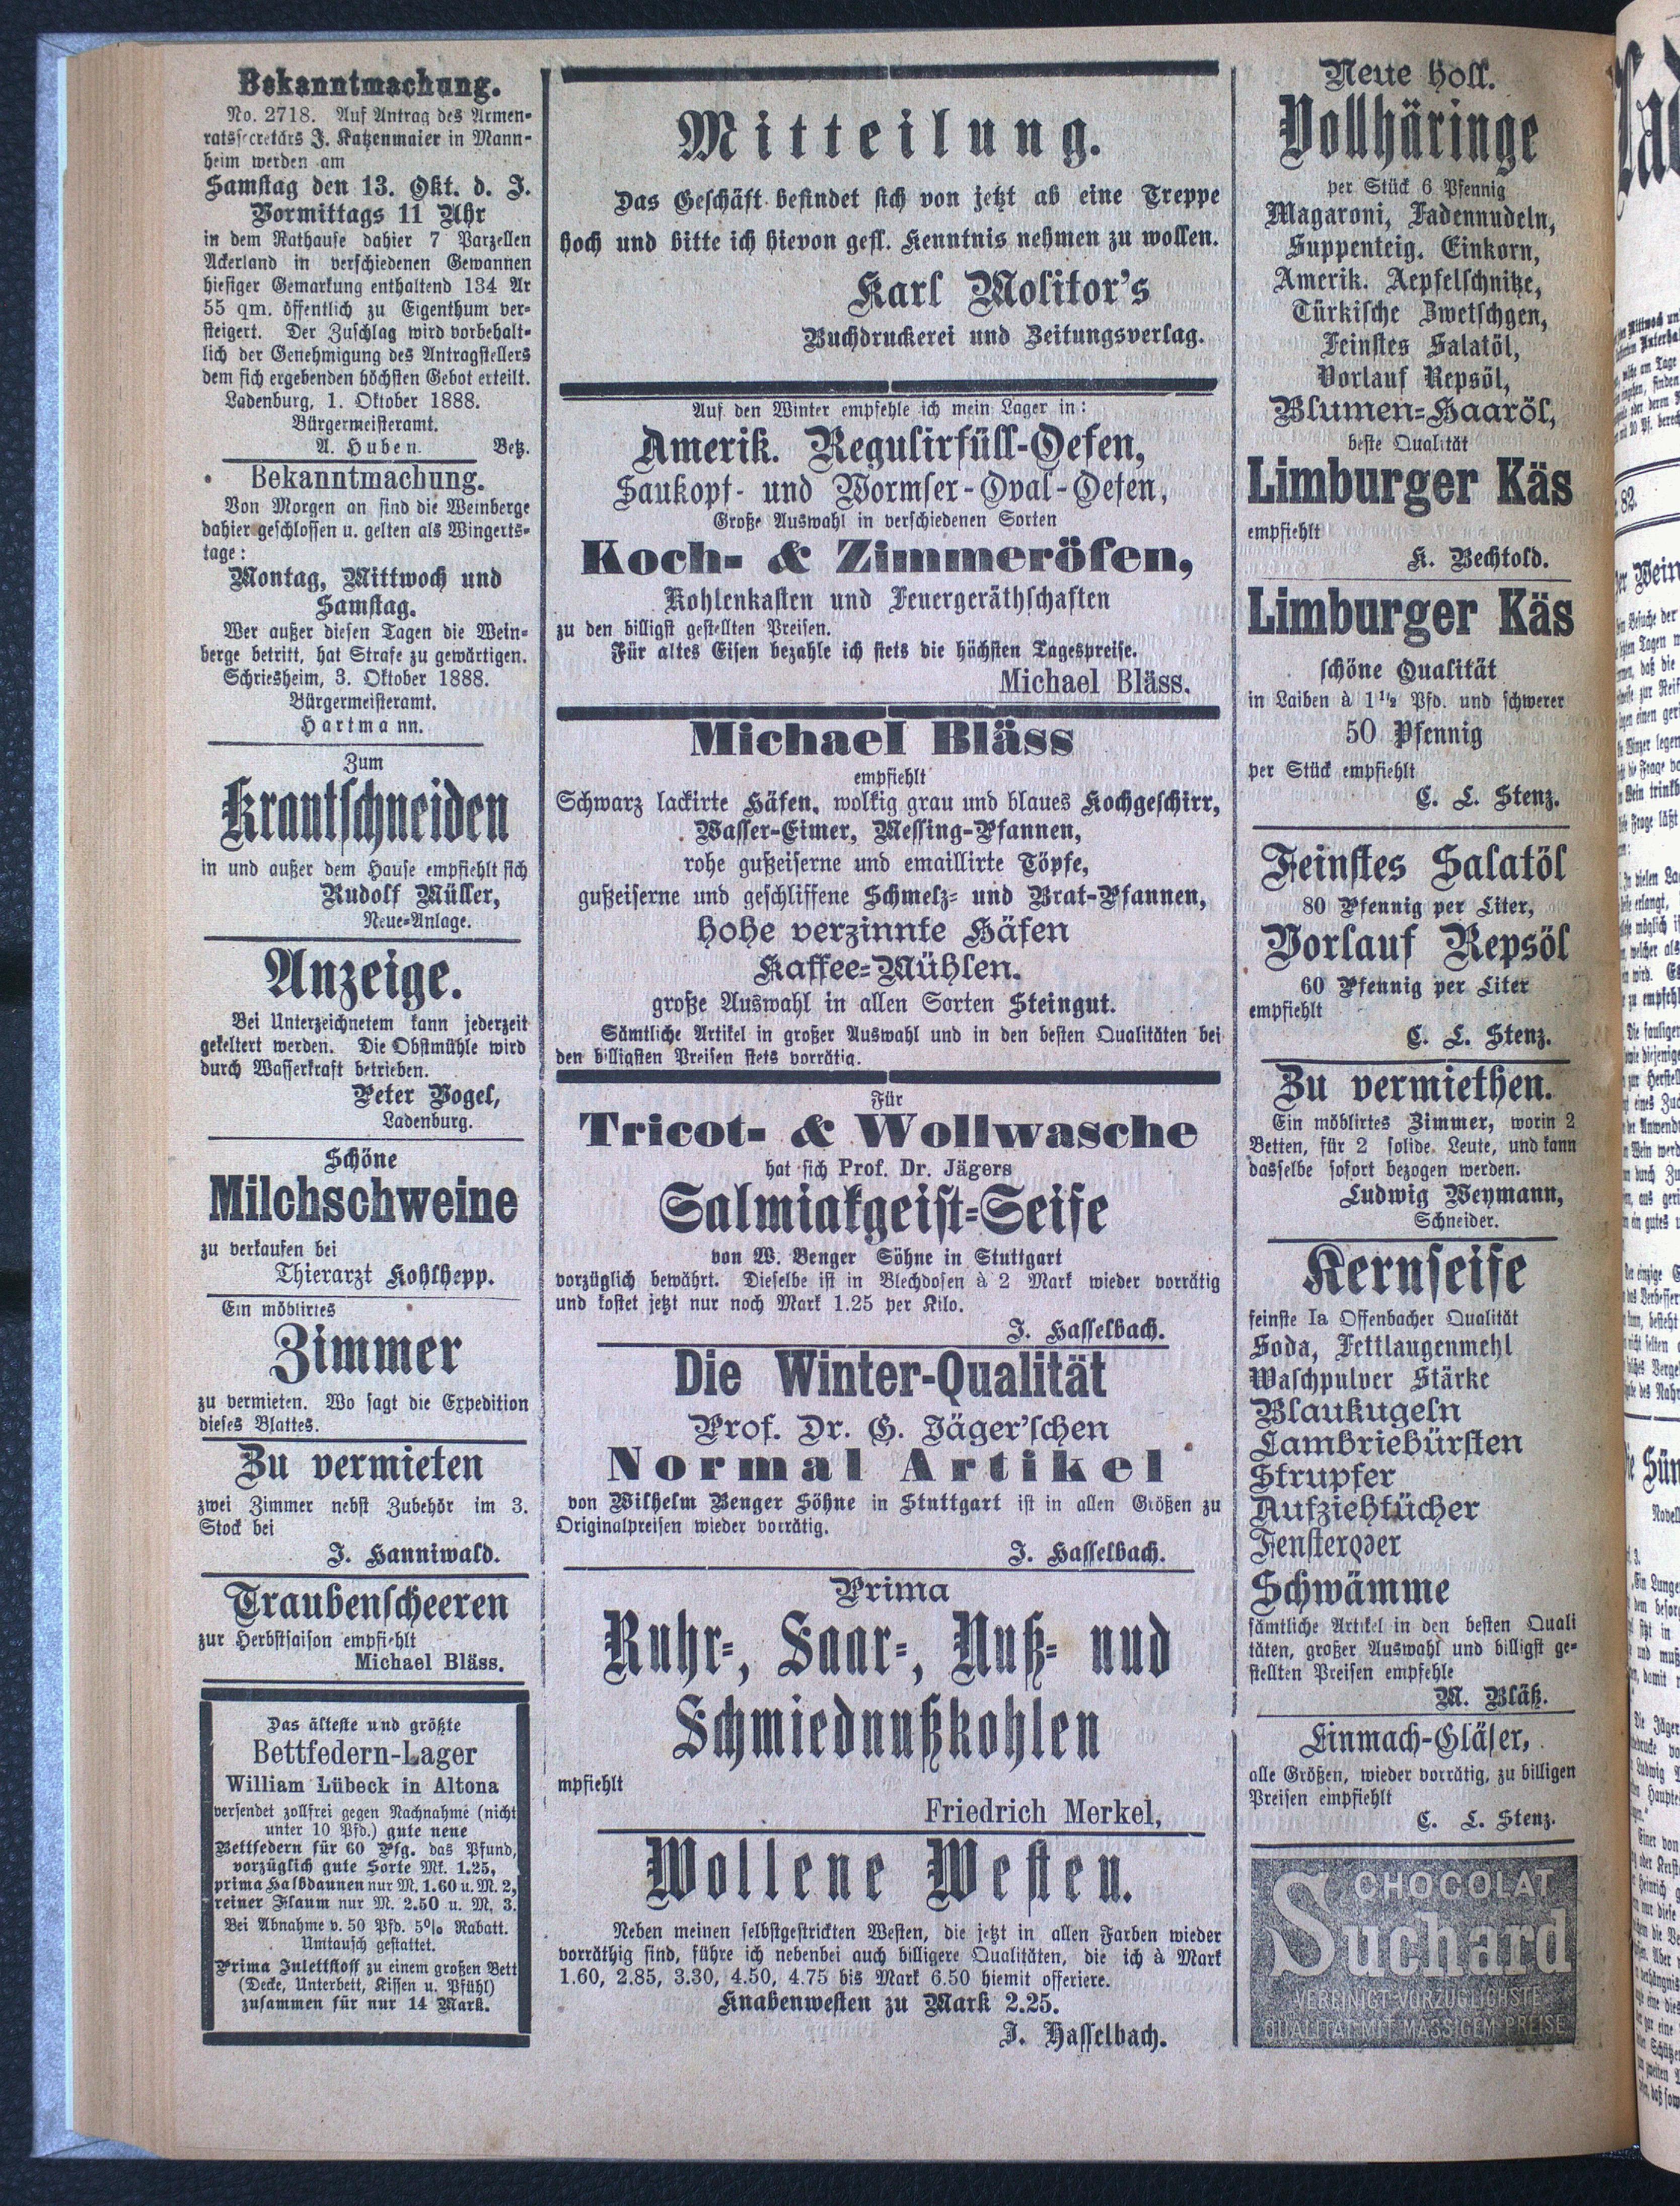 Bekanntmachung.
No. 2718. Auf Antrag des Armen-
ratssecretärs J. Katzenmaier in Mann-
heim werden am
Samstag den 13. Okt. d. J.
Vormittags 11 Uhr
in dem Rathause dahier 7 Parzellen
Ackerland in verschiedenen Gewannen
hiesiger Gemarkung enthaltend 134 Ar
55 qm. öffentlich zu Eigenthum ver-
steigert. Der Zuschlag wird vorbehalt-
lich der Genehmigung des Antragstellers
dem sich ergebenden höchsten Gebot erteilt.
Ladenburg, 1. Oktober 1888.
Bürgermeisteramt.
A. Huben. Betz.
Bekanntmachung.
Von Morgen an sind die Weinberge
dahier geschlossen u. gelten als Wingerts-
tage:
Montag, Mittwoch und
Samstag.
Wer außer diesen Tagen die Wein-
berge betritt, hat Strafe zu gewärtigen.
Schriesheim, 3. Oktober 1888.
Bürgermeisteramt.
Hartmann.
Zum
Krautschneiden
in und außer dem Hause empfiehlt sich
Rudolf Müller,
Neue-Anlage.
Anzeige.
Bei Unterzeichnetem kann jederzeit
gekeltert werden. Die Obstmühle wird
durch Wasserkraft betrieben.
Peter Vogel,
Ladenburg.
Schöne
Milchschweine
zu verkaufen bei
Thierarzt Kohlhepp.
Ein möblirtes
Zimmer
zu vermieten. Wo sagt die Expedition
dieses Blattes.
Zu vermieten
zwei Zimmer nebst Zubehör im 3.
Stock bei
J. Hanniwald.
Traubenscheeren
zur Herbstsaison empfiehlt
Michael Bläss.
Das älteste und größte
Bettfedern-Lager
William Lübeck in Altona
versendet zollfrei gegen Nachnahme (nicht
unter 10 Pfd.) gute neue
Bettfedern für 60 Pfg. das Pfund,
vorzüglich gute Sorte Mk. 1.25,
prima Halbdaunen nur M. 1.60 u. M. 2,
reiner Flaum nur M. 2.50 u. M. 3.
Bei Abnahme v. 50 Pfd. 5% Rabatt.
Umtausch gestattet.
Prima Inlettstoff zu einem großen Bett
(Decke, Unterbett, Kissen u. Pfühl)
zusammen für nur 14 Mark.
Mitteilung.
Das Geschäft befindet sich von jetzt ab eine Treppe
hoch und bitte ich hievon gefl. Kenntnis nehmen zu wollen.
Karl Molitor's
Buchdruckerei und Zeitungsverlag.
Auf den Winter empfehle ich mein Lager in:
Amerik. Regulirfüll-Oefen,
Saukopf- und Wormser-Oval-Oefen,
Große Auswahl in verschiedenen Sorten
Koch- & Zimmeröfen,
Kohlenkasten und Feuergeräthschaften
zu den billigst gestellten Preisen.
Für altes Eisen bezahle ich stets die höchsten Tagespreise.
Michael Bläss.
Michael Bläss
empfiehlt
Schwarz lackirte Häfen, wolkig grau und blaues Kochgeschirr,
Wasser-Eimer, Messing-Pfannen,
rohe gußeiserne und emaillirte Töpfe,
gußeiserne und geschliffene Schmelz- und Brat-Pfannen,
hohe verzinnte Häfen
Kaffee-Mühlen.
große Auswahl in allen Sorten Steingut.
Sämtliche Artikel in großer Auswahl und in den besten Qualitäten bei
den billigsten Preisen stets vorrätig.
Für
Tricot- & Wollwasche
hat sich Prof. Dr. Jägers
Salmiakgeist-Seife
von W. Benger Söhne in Stuttgart
vorzüglich bewährt. Dieselbe ist in Blechdosen à 2 Mark wieder vorrätig
und kostet jetzt nur noch Mark 1.25 per Kilo.
J. Hasselbach.
Die Winter-Qualität
Prof. Dr. G. Jäger'schen
Normal Artikel
von Wilhelm Benger Söhne in Stuttgart ist in allen Größen zu
Originalpreisen wieder vorrätig.
J. Hasselbach.
Prima
Ruhr-, Saar-, Nuß- nud
Schmiednußkohlen
mpfiehlt
Friedrich Merkel,
Wollene Westen.
Neben meinen selbstgestrickten Westen, die jetzt in allen Farben wieder
vorräthig sind, führe ich nebenbei auch billigere Qualitäten, die ich à Mark
1.60, 2.85, 3.30, 4.50, 4.75 bis Mark 6.50 hiemit offeriere.
Knabenwesten zu Mark 2.25.
J. Hasselbach.
Neue holl.
Vollhäringe
per Stück 6 Pfennig
Magaroni, Fadennudeln,
Suppenteig, Einkorn,
Amerik. Aepfelschnitze,
Türkische Zwetschgen,
Feinstes Salatöl,
Vorlauf Repsöl,
Blumen-Haaröl,
beste Qualität
Limburger Käs
empfiehlt
K. Bechtold.
Limburger Käs
schöne Qualität
in Laiben à 1 1/2 Pfd. und schwerer
50 Pfennig
per Stück empfiehlt
C. L. Stenz.
Feinstes Salatöl
80 Pfennig per Liter,
Vorlauf Repsöl
60 Pfennig per Liter
empfiehlt
C. L. Stenz.
Zu vermiethen.
Ein möblirtes Zimmer, worin 2
Betten, für 2 solide Leute, und kann
dasselbe sofort bezogen werden.
Ludwig Weymann,
Schneider.
Kernseife
feinste Ia Offenbacher Qualität
Soda, Fettlaugenmehl
Waschpulver Stärke
Blaukugeln
Lambriebürsten
Strupfer
Aufziehtücher
Fensterqder
Schwämme
sämtliche Artikel in den besten Quali
täten, großer Auswahl und billigst ge-
stellten Preisen empfehle
M. Bläß.
Einmach-Gläser,
alle Größen, wieder vorrätig, zu billigen
Preisen empfiehlt
C. L. Stenz.
CHOCOLAT
Suchard
VEREINIGT VORZÜGLICHSTE
QUALITÄT MIT MÄSSIGEM PREISE